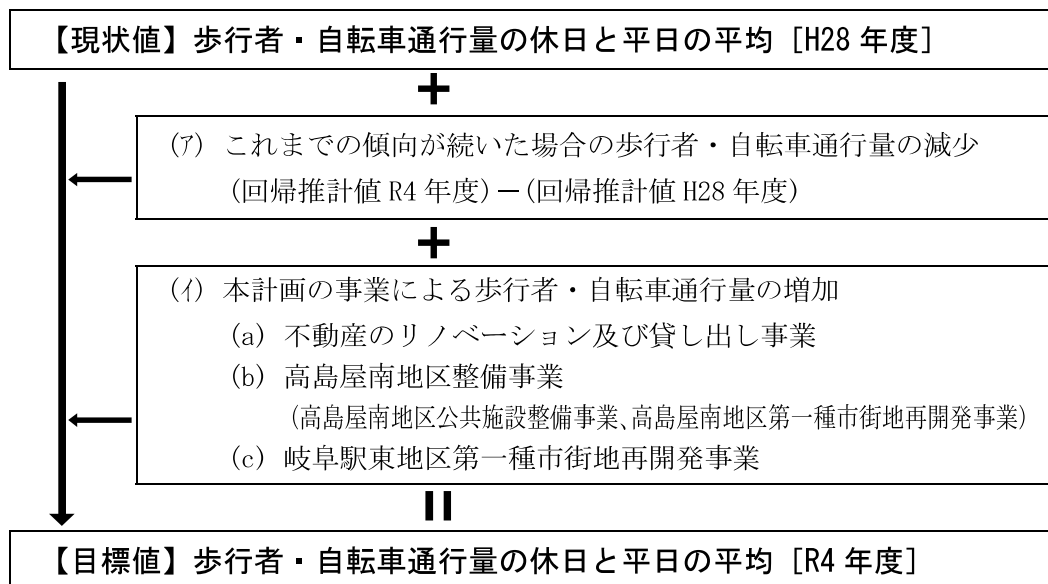 【現状値】歩行者・自転車通行量の休日と平日の平均［H28 年度］
＋
(ｱ) これまでの傾向が続いた場合の歩行者・自転車通行量の減少
(回帰推計値 R4 年度)－(回帰推計値 H28 年度)
＋
(ｲ) 本計画の事業による歩行者・自転車通行量の増加
(a) 不動産のリノベーション及び貸し出し事業
(b) 高島屋南地区整備事業
(高島屋南地区公共施設整備事業、高島屋南地区第一種市街地再開発事業)
(c) 岐阜駅東地区第一種市街地再開発事業
＝
【目標値】歩行者・自転車通行量の休日と平日の平均［R4 年度］